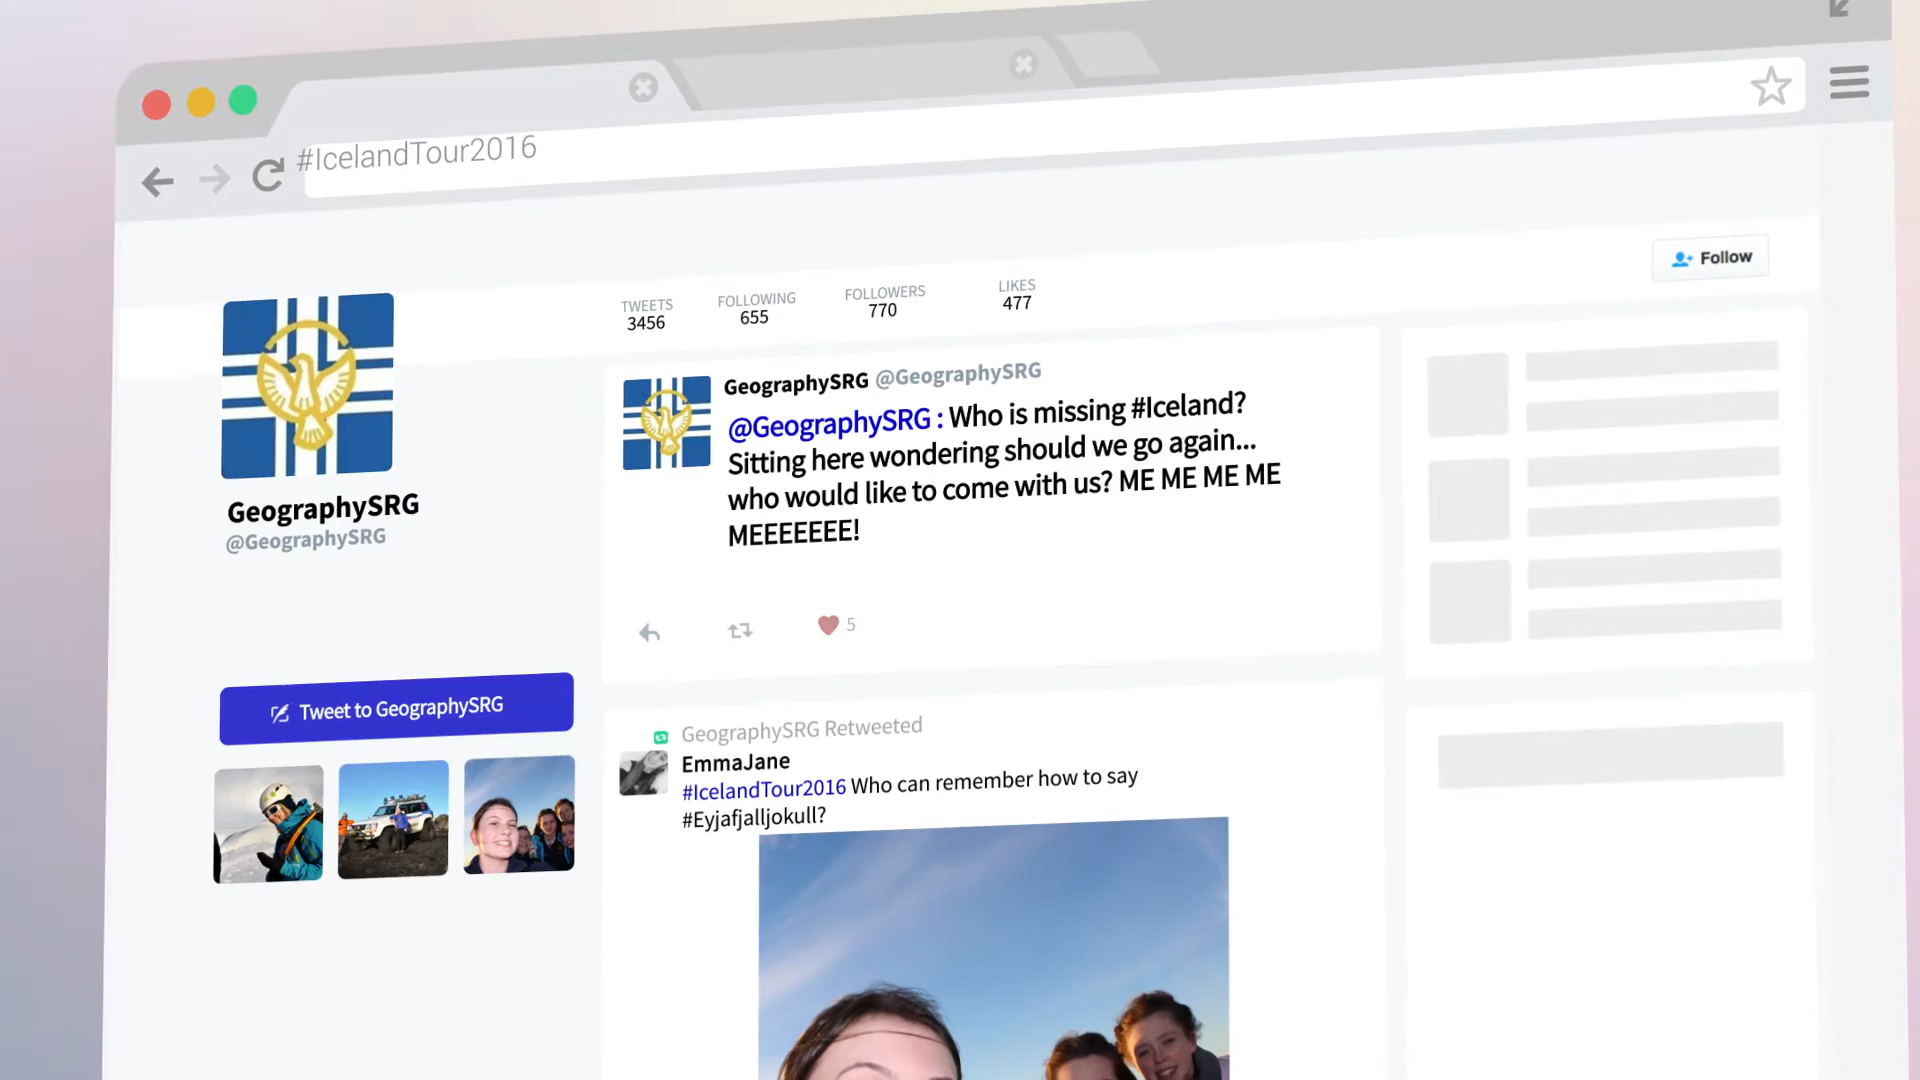 #IcelandTour2016
Follow
TWEETS
3456
FOLLOWING
655
FOLLOWERS
770
LIKES
477
GeographySRG
@GeographySRG
Tweet to GeographySRG
GeographySRG @GeographySRG
@GeographySRG : Who is missing #Iceland?
Sitting here wondering should we go again...
who would like to come with us? ME ME ME ME
MEEEEEEE!
5
GeographySRG Retweeted
EmmaJane
#IcelandTour2016 Who can remember how to say
#Eyjafjalljokull?